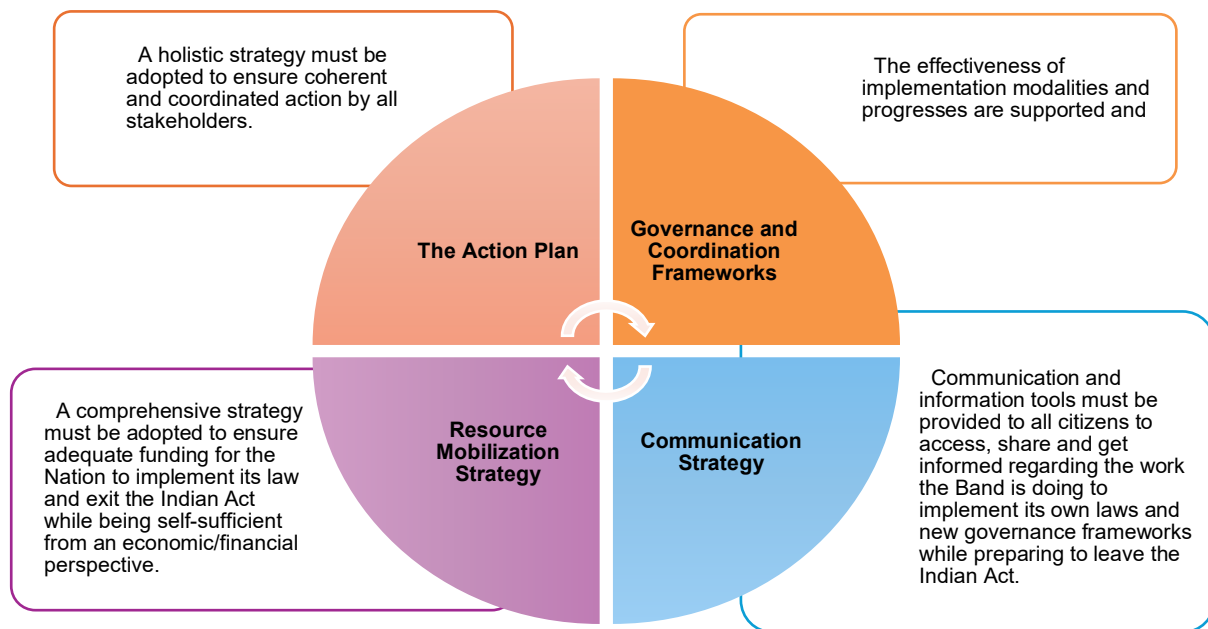 A holistic strategy must be
adopted to ensure coherent
and coordinated action by all
stakeholders.
The effectiveness of
implementation modalities and
progresses are supported and
The Action Plan
Governance and
Coordination
Frameworks
A comprehensive strategy
must be adopted to ensure
adequate funding for the
Nation to implement its law
and exit the Indian Act
while being self-sufficient
from an economic/financial
perspective.
Resource
Mobilization
Strategy
Communication
Strategy
Communication and
information tools must be
provided to all citizens to
access, share and get
informed regarding the work
the Band is doing to
implement its own laws and
new governance frameworks
while preparing to leave the
Indian Act.